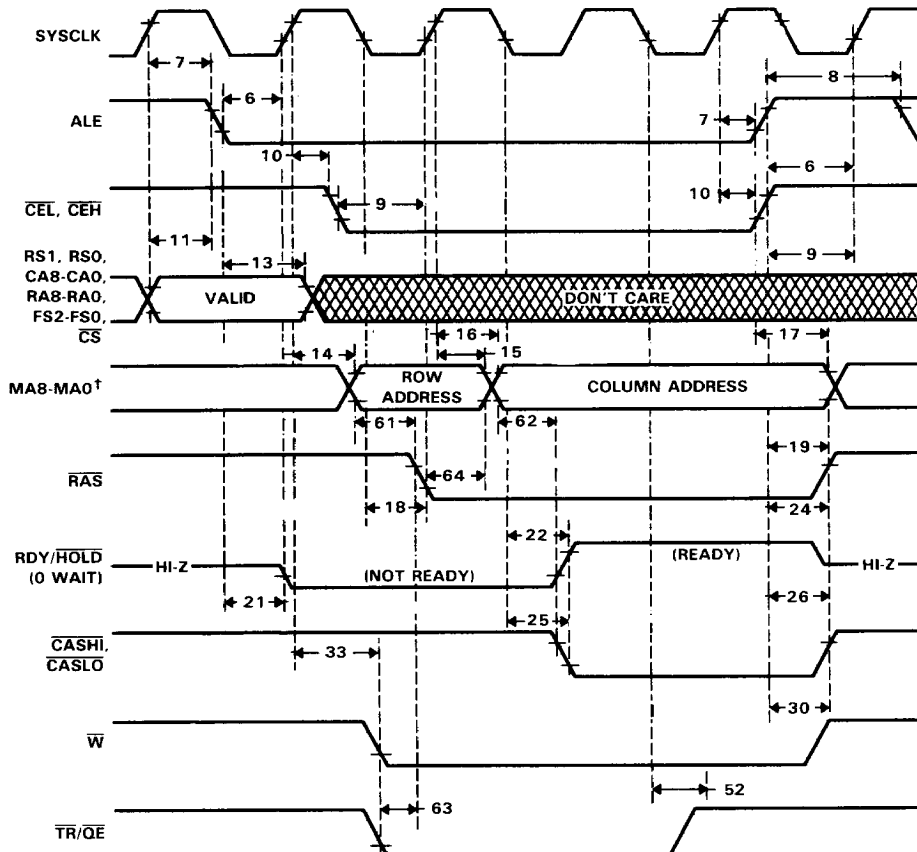 SYSCLK
7
8
ALE
6
7
10
6
CEL, CEH
9
10
11
9
RS1, RS0,
CA8-CA0,
RA8-RA0,
FS2-FS0,
CS
13
VALID
DON'T CARE
16
17
14
15
MA8-MA0†
ROW
ADDRESS
COLUMN ADDRESS
61
62
19
RAS
64
18
24
22
RDY/HOLD
(0 WAIT)
HI-Z
(NOT READY)
(READY)
HI-Z
21
25
26
CASHI,
CASLO
33
30
W
52
63
TR/QE